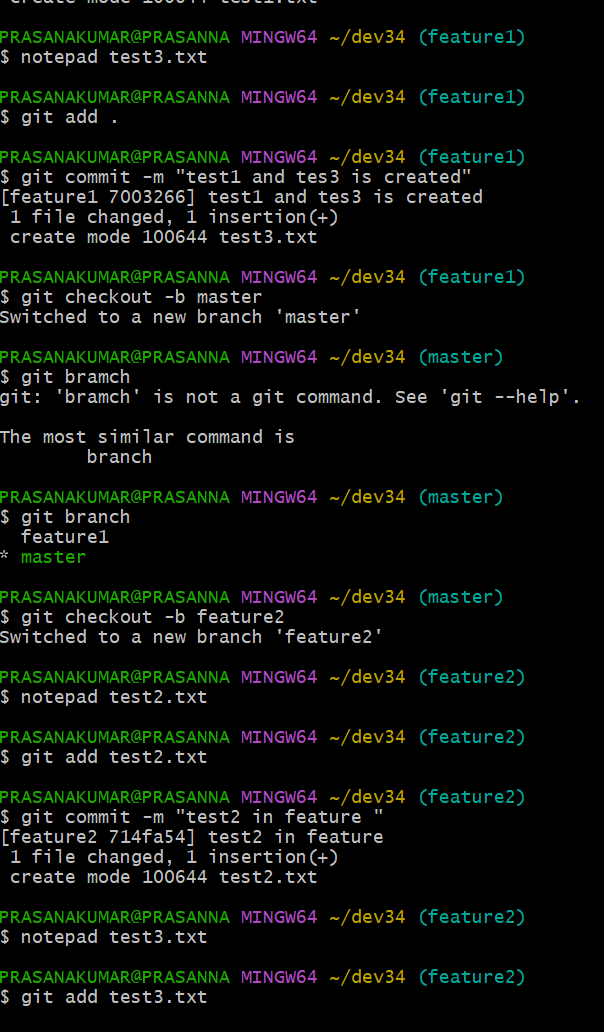 create mode 100644 test1.txt
PRASANAKUMAR@PRASANNA MINGW64 ~/dev34 (feature1)
$ notepad test3.txt
PRASANAKUMAR@PRASANNA MINGW64 ~/dev34 (feature1)
$ git add .
PRASANAKUMAR@PRASANNA MINGW64 ~/dev34 (feature1)
$ git commit -m "test1 and tes3 is created"
[feature1 7003266] test1 and tes3 is created
1 file changed, 1 insertion(+)
create mode 100644 test3.txt
PRASANAKUMAR@PRASANNA MINGW64 ~/dev34 (feature1)
$ git checkout -b master
Switched to a new branch 'master'
PRASANAKUMAR@PRASANNA MINGW64 ~/dev34 (master)
$ git bramch
git: 'bramch' is not a git command. See 'git --help'.
The most similar command is
branch
PRASANAKUMAR@PRASANNA MINGW64 ~/dev34 (master)
$ git branch
feature1
* master
PRASANAKUMAR@PRASANNA MINGW64 ~/dev34 (master)
$ git checkout -b feature2
Switched to a new branch 'feature2'
PRASANAKUMAR@PRASANNA MINGW64 ~/dev34 (feature2)
$ notepad test2.txt
PRASANAKUMAR@PRASANNA MINGW64 ~/dev34 (feature2)
$ git add test2.txt
PRASANAKUMAR@PRASANNA MINGW64 ~/dev34 (feature2)
$ git commit -m "test2 in feature "
[feature2 714fa54] test2 in feature
1 file changed, 1 insertion(+)
create mode 100644 test2.txt
PRASANAKUMAR@PRASANNA MINGW64 ~/dev34 (feature2)
$ notepad test3.txt
PRASANAKUMAR@PRASANNA MINGW64 ~/dev34 (feature2)
$ git add test3.txt